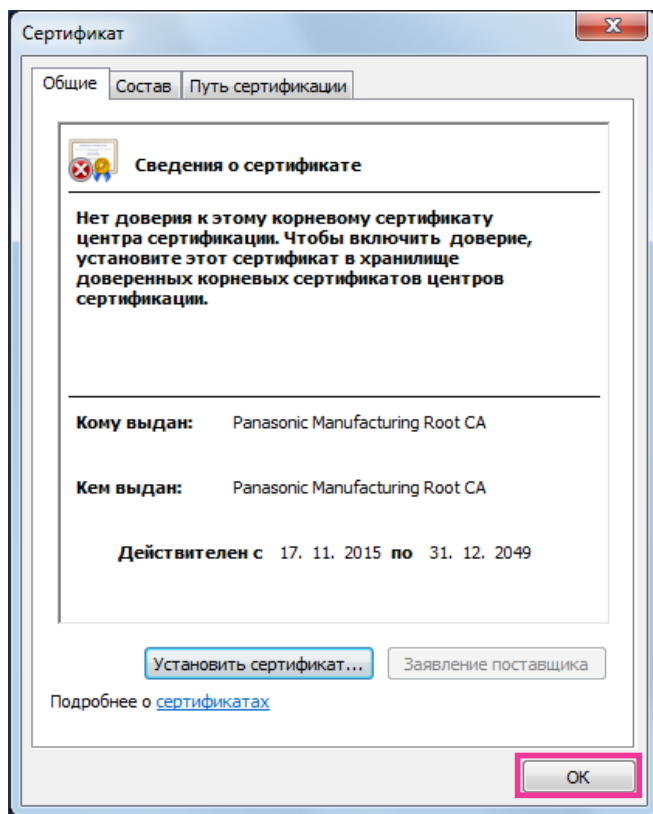 Сертификат
Общие Состав Путь сертификации
Сведения о сертификате
Нет доверия к этому корневому сертификату
центра сертификации. Чтобы включить доверие,
установите этот сертификат в хранилище
доверенных корневых сертификатов центров
сертификации.
Кому выдан: Panasonic Manufacturing Root CA
Кем выдан: Panasonic Manufacturing Root CA
Действителен с 17. 11. 2015 по 31. 12. 2049
Установить сертификат... Заявление поставщика
Подробнее о сертификатах
ОК